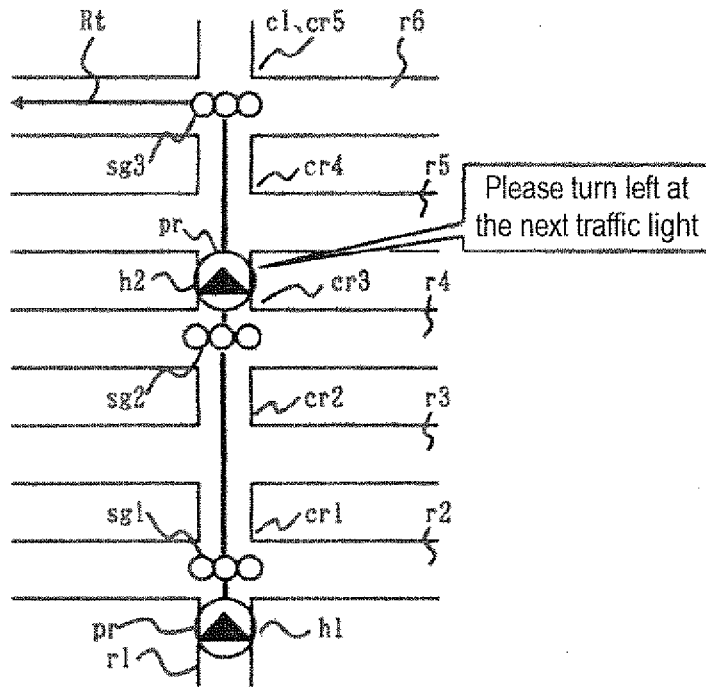 Rt
c1、cr5
r6
sg3
cr4
r5
Please turn left at
the next traffic light
pr
h2
cr3
r4
sg2
cr2
r3
sg1
cr1
r2
pr
h1
r1